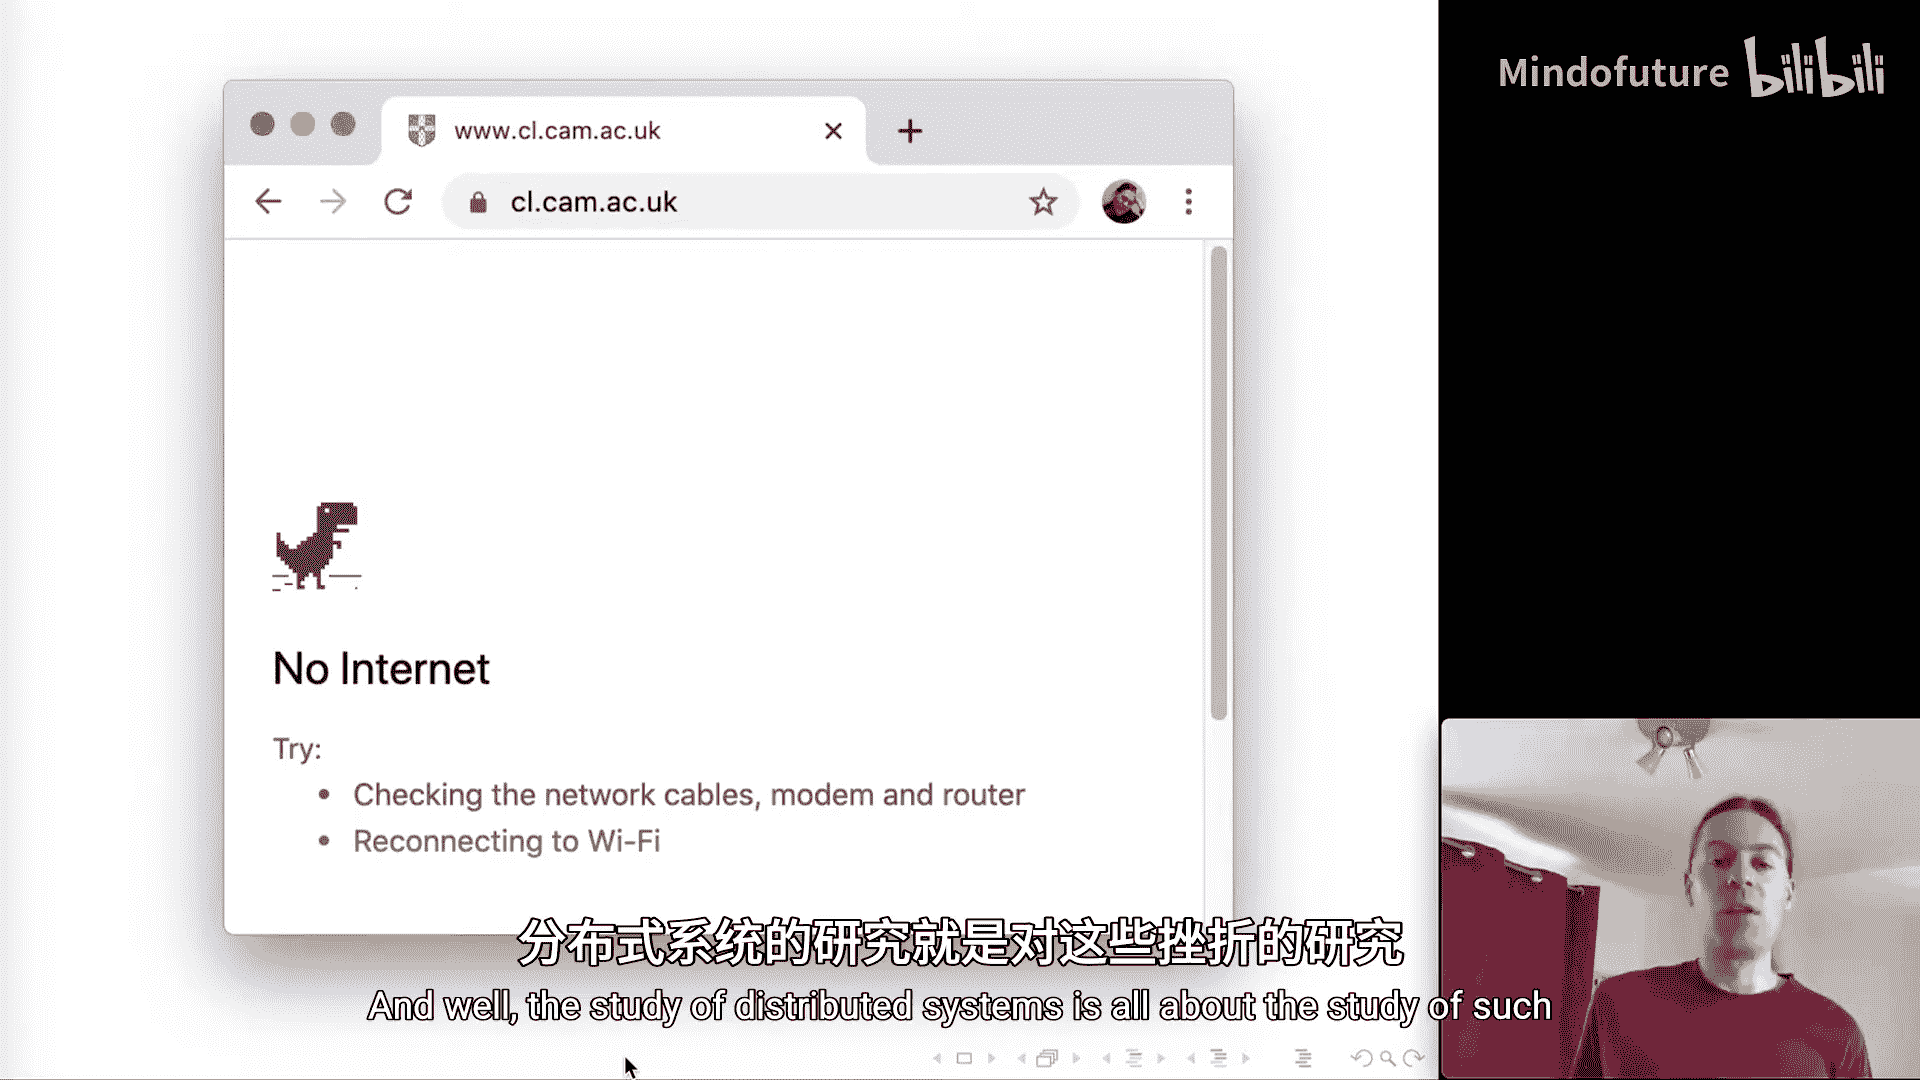 Mindofuture bilibili
www.cl.cam.ac.uk
cl.cam.ac.uk
No Internet
Try:
• Checking the network cables, modem and router
• Reconnecting to Wi-Fi
分布式系统的研究就是对这些挫折的研究
And well, the study of distributed systems is all about the study of such